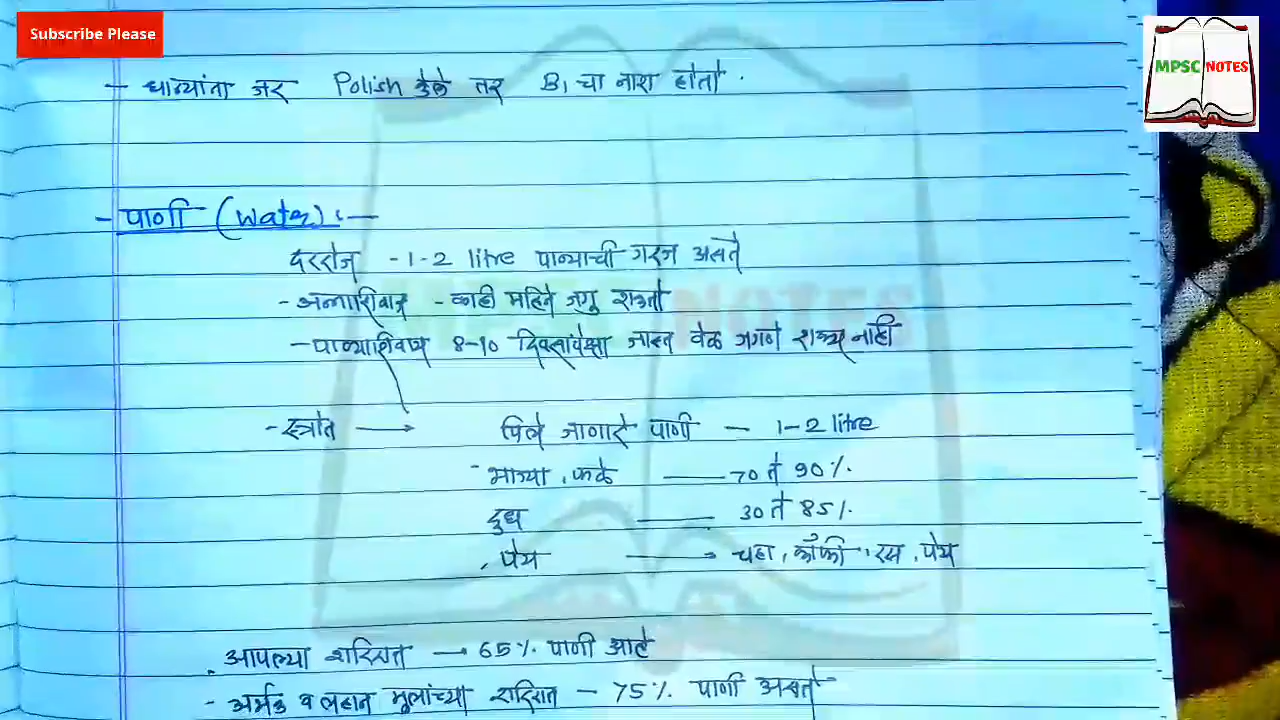 Subscribe Please
MPSC NOTES
- धान्यांना जर Polish केले तर B₁ चा नाश होतो.
- पाणी (Water) :-
दररोज - 1-2 litre पाण्याची गरज असते
- अन्नाशिवाय - काही महिने जगू शकतो
- पाण्याशिवाय 8-10 दिवसांपेक्षा जास्त वेळ जगणे शक्य नाही
- स्त्रोत → पिले जाणारे पाणी - 1-2 litre
- भाज्या, फळे — 70 ते 90%.
दुध — 30 ते 85%.
, पेय → चहा, कॉफी, रस, पेय
. आपल्या शरिरात → 65%. पाणी आहे
- अर्भक व लहान मुलांच्या शरिरात - 75%. पाणी असते